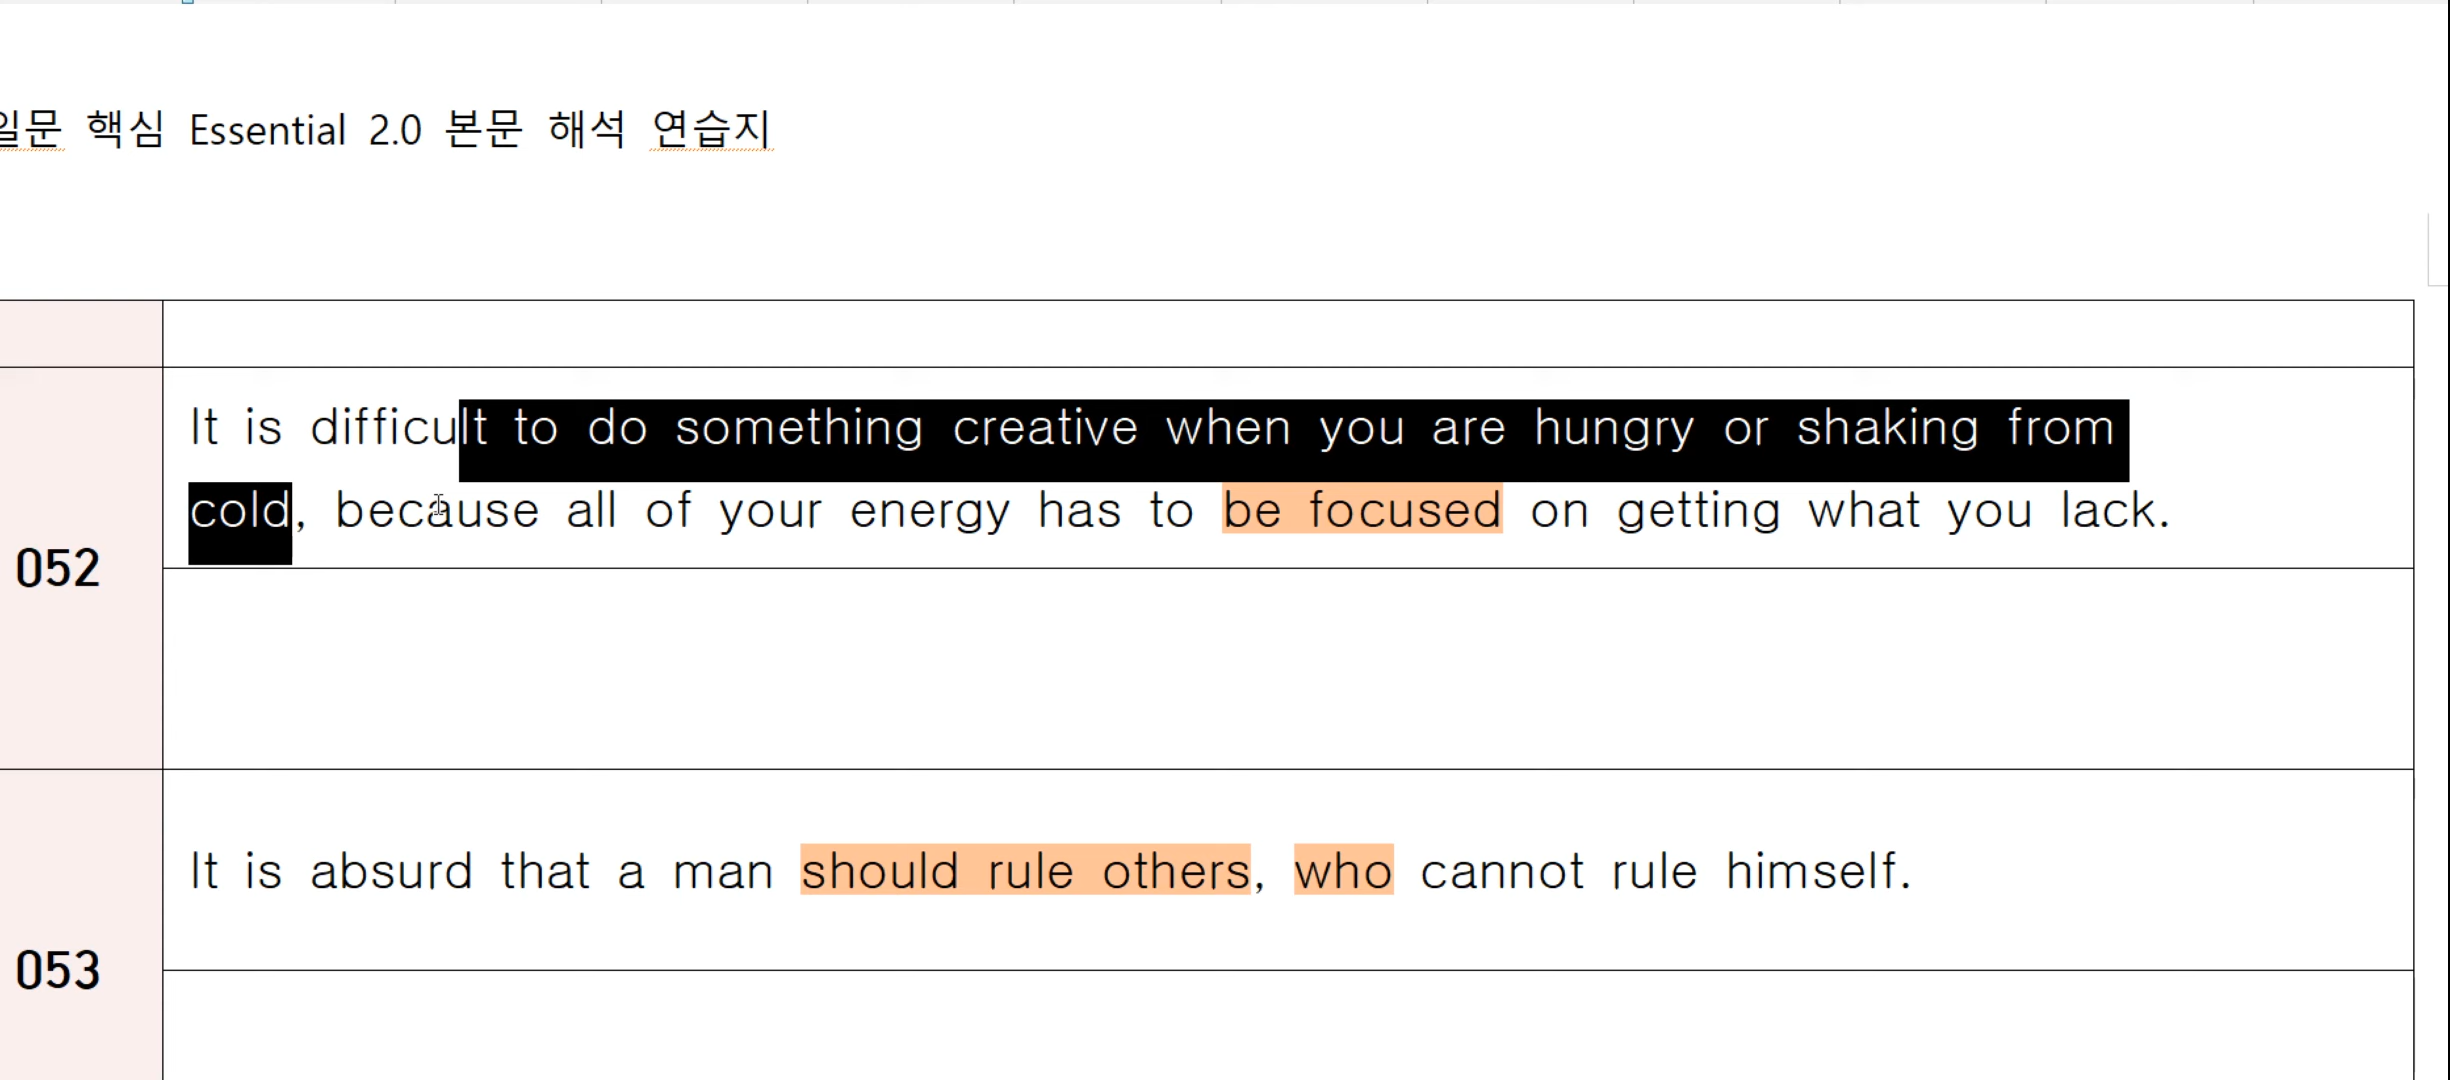 일문 핵심 Essential 2.0 본문 해석 연습지
It is difficult to do something creative when you are hungry or shaking from
cold, because all of your energy has to be focused on getting what you lack.
052
It is absurd that a man should rule others, who cannot rule himself.
053